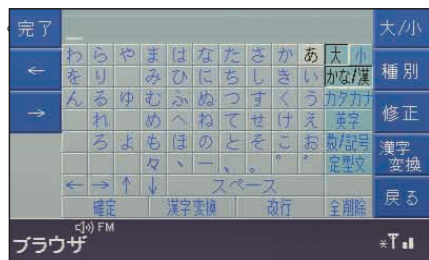 完了 大/小
わ ら や ま は な た さ か あ 大 小
← を り み ひ に ち し き い かな/漢 種別
ん る ゆ む ふ ぬ つ す く う カタカナ
→ れ め へ ね て せ け え 英字 修正
ろ よ も ほ の と そ こ お 数/記号
々 、 ー 、 。 ゛ ゜ 定型文 漢字変換
← → ↑ ↓ スペース
確定 漢字変換 改行 全削除 戻る
FM
ブラウザ